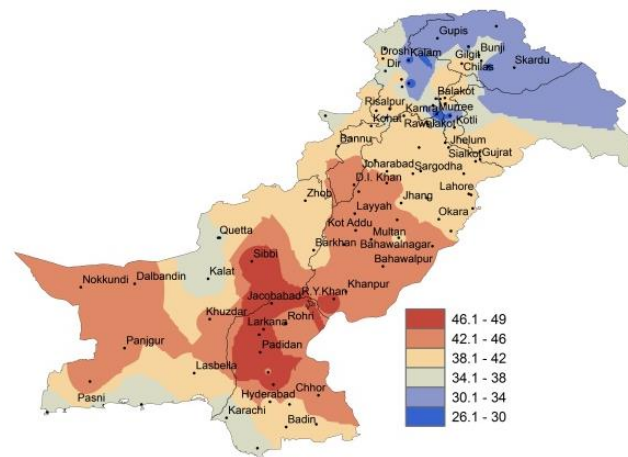 Gupis
Drosh
Kalam
Bunji
Gilgit
Dir
Chilas
Skardu
Balakot
Risalpur
Kamra
Murree
Kohat
Rawalakot
Kotli
Bannu
Jhelum
Sialkot
Gujrat
Joharabad
Sargodha
D.I. Khan
Zhob
Jhang
Lahore
Layyah
Okara
Kot Addu
Quetta
Multan
Barkhan
Bahawalnagar
Sibbi
Bahawalpur
Kalat
Nokkundi
Dalbandin
Khanpur
R.Y.Khan
Jacobabad
Khuzdar
Rohri
Larkana
Panjgur
Padidan
Lasbella
Chhor
Pasni
Hyderabad
Karachi
Badin
46.1 - 49
42.1 - 46
38.1 - 42
34.1 - 38
30.1 - 34
26.1 - 30